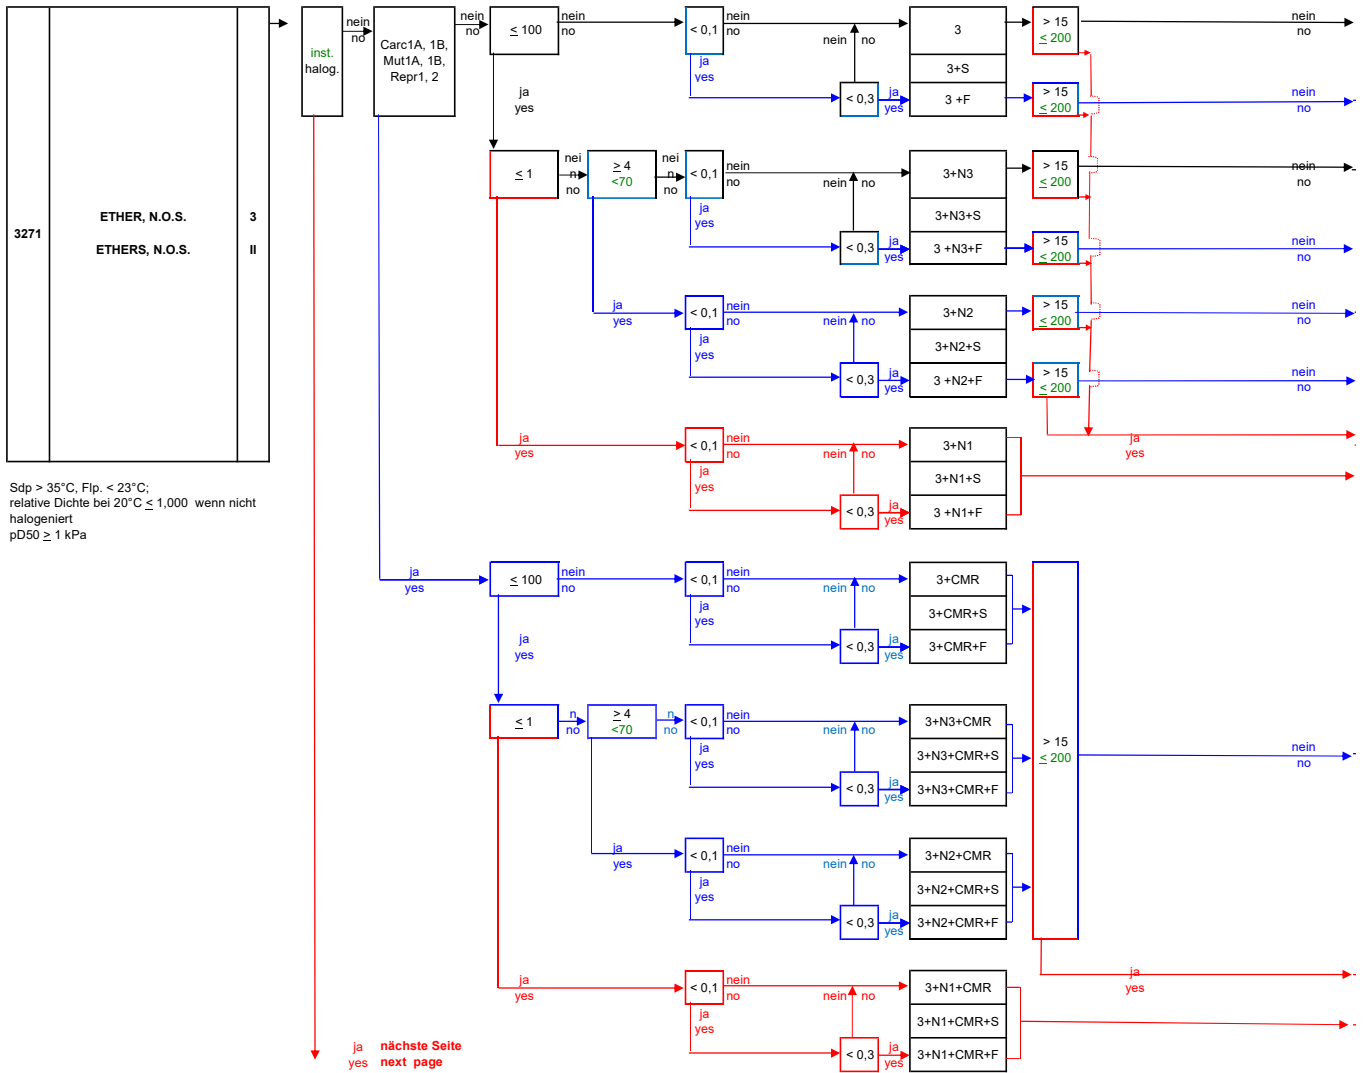 3271
ETHER, N.O.S.
ETHERS, N.O.S.
3
II
Sdp > 35°C, Flp. < 23°C;
relative Dichte bei 20°C ≤ 1,000 wenn nicht
halogeniert
pD50 ≥ 1 kPa
inst.
halog.
nein
no
Carc1A, 1B,
Mut1A, 1B,
Repr1, 2
nein
no
≤ 100
nein
no
< 0,1
nein
no
ja
yes
nein no
< 0,3
ja
yes
3
3+S
3 +F
> 15
≤ 200
nein
no
> 15
≤ 200
nein
no
ja
yes
≤ 1
nei
n
no
≥ 4
<70
nei
n
no
< 0,1
nein
no
ja
yes
nein no
< 0,3
ja
yes
3+N3
3+N3+S
3 +N3+F
> 15
≤ 200
nein
no
> 15
≤ 200
nein
no
ja
yes
< 0,1
nein
no
ja
yes
nein no
< 0,3
ja
yes
3+N2
3+N2+S
3 +N2+F
> 15
≤ 200
nein
no
> 15
≤ 200
nein
no
ja
yes
ja
yes
< 0,1
nein
no
ja
yes
nein no
< 0,3
ja
yes
3+N1
3+N1+S
3 +N1+F
ja
yes
≤ 100
nein
no
< 0,1
nein
no
ja
yes
nein no
< 0,3
ja
yes
3+CMR
3+CMR+S
3+CMR+F
ja
yes
≤ 1
n
no
≥ 4
<70
n
no
< 0,1
nein
no
ja
yes
nein no
< 0,3
ja
yes
3+N3+CMR
3+N3+CMR+S
3+N3+CMR+F
> 15
≤ 200
nein
no
ja
yes
< 0,1
nein
no
ja
yes
nein no
< 0,3
ja
yes
3+N2+CMR
3+N2+CMR+S
3+N2+CMR+F
ja
yes
ja
yes
< 0,1
nein
no
ja
yes
nein no
< 0,3
ja
yes
3+N1+CMR
3+N1+CMR+S
3+N1+CMR+F
ja nächste Seite
yes next page